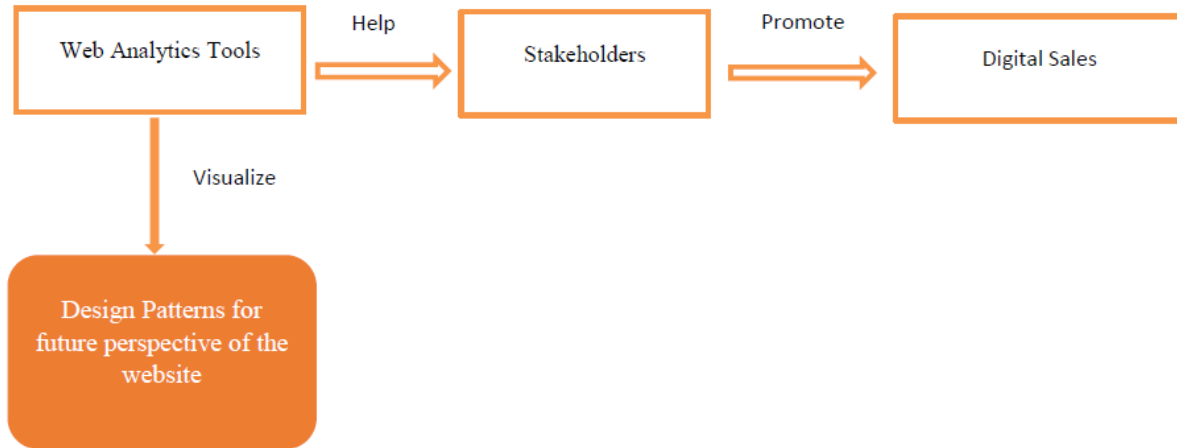 Help
Promote
Web Analytics Tools
Stakeholders
Digital Sales
Visualize
Design Patterns for
future perspective of the
website